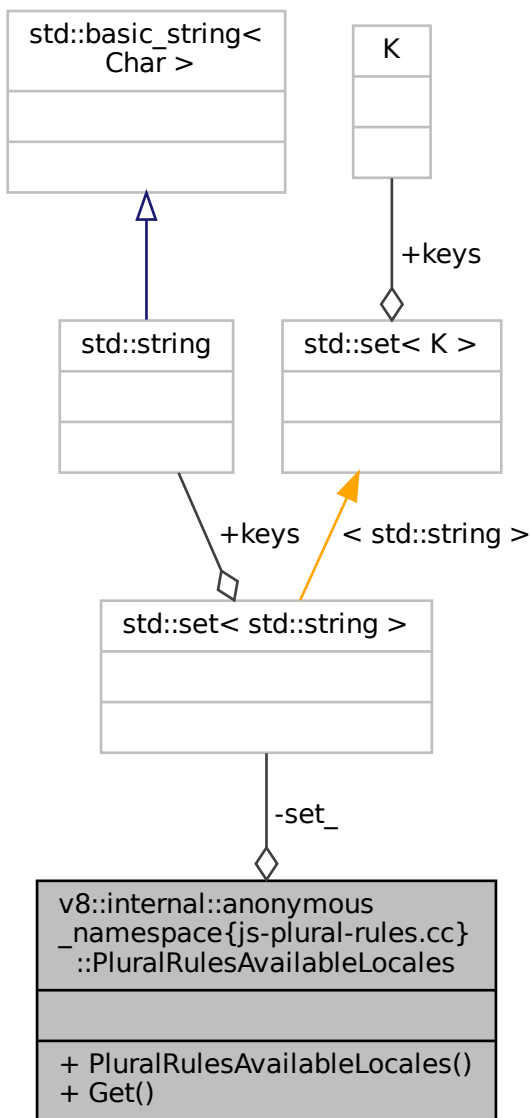 std::basic_string<
Char >
K
+keys
std::string
std::set< K >
+keys
< std::string >
std::set< std::string >
-set_
v8::internal::anonymous
_namespace{js-plural-rules.cc}
::PluralRulesAvailableLocales
+ PluralRulesAvailableLocales()
+ Get()